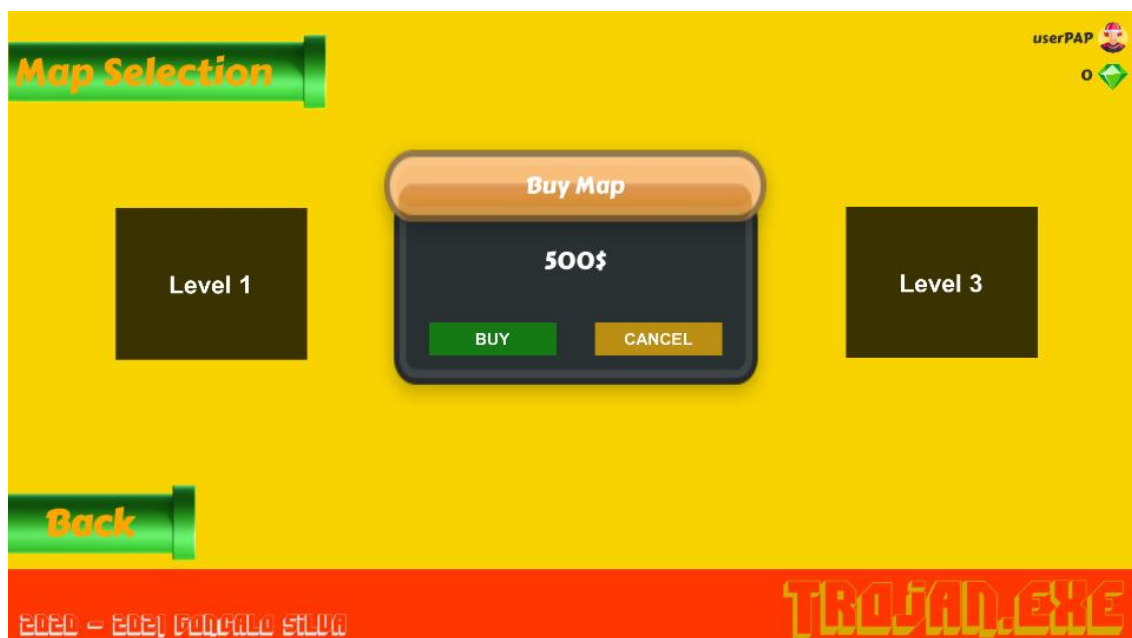 Map Selection
userPAP
0
Buy Map
500$
Level 1
Level 3
BUY
CANCEL
Back
2020 - 2021 GONÇALO SILVA
TROJAN.EXE